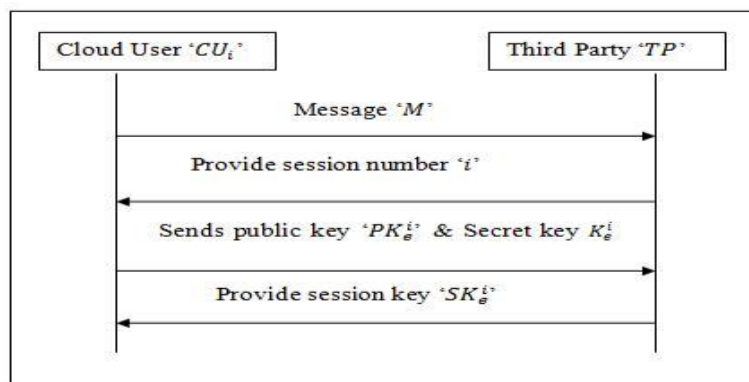 Cloud User ‘CUᵢ’
Third Party ‘TP’
Message ‘M’
Provide session number ‘i’
Sends public key ‘PKₑⁱ’ & Secret key Kₑⁱ
Provide session key ‘SKₑⁱ’